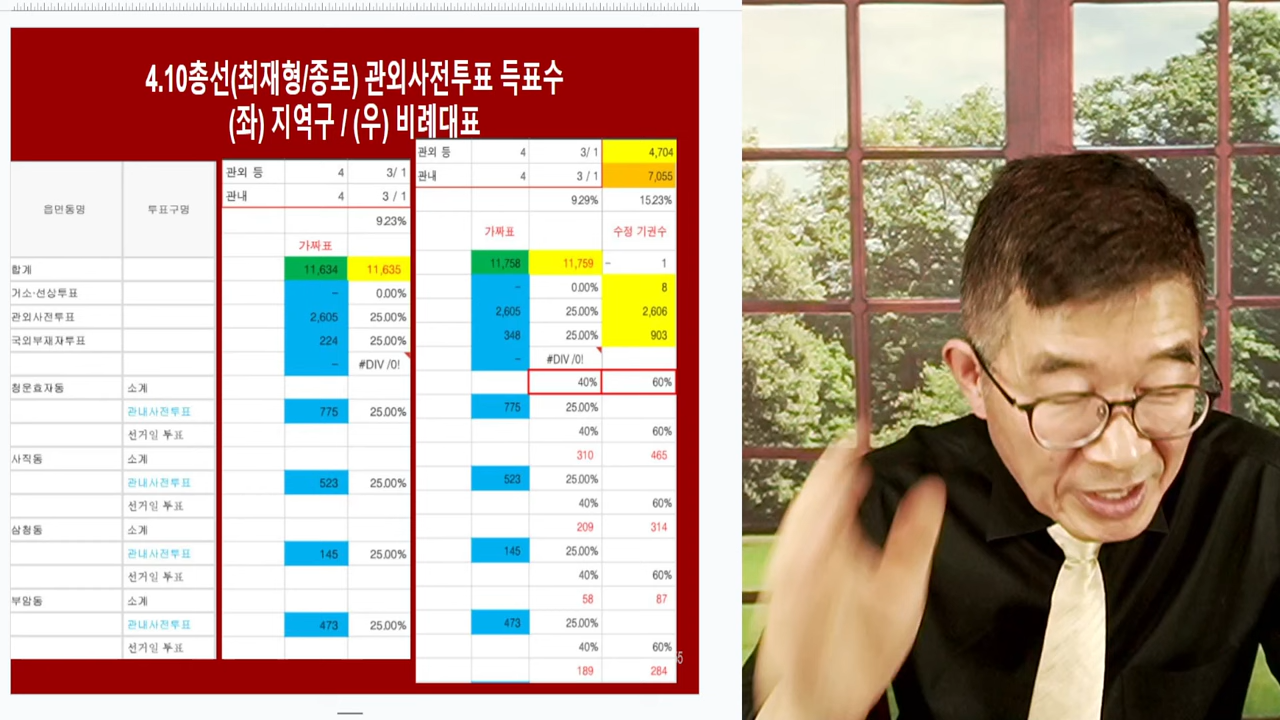 4.10총선(최재형/종로) 관외사전투표 득표수
(좌) 지역구 / (우) 비례대표
읍면동명 투표구명
합계
거소·선상투표
관외사전투표
국외부재자투표
청운효자동 소계
관내사전투표
선거일 투표
사직동 소계
관내사전투표
선거일 투표
삼청동 소계
관내사전투표
선거일 투표
부암동 소계
관내사전투표
선거일 투표
관외 등 4 3/ 1
관내 4 3 / 1
9.23%
가짜표
11,634 11,635
– 0.00%
2,605 25.00%
224 25.00%
– #DIV /0!
775 25.00%
523 25.00%
145 25.00%
473 25.00%
관외 등 4 3/ 1 4,704
관내 4 3 / 1 7,055
9.29% 15.23%
가짜표 수정 기권수
11,758 11,759 – 1
– 0.00% 8
2,605 25.00% 2,606
348 25.00% 903
– #DIV /0!
40% 60%
775 25.00%
40% 60%
310 465
523 25.00%
40% 60%
209 314
145 25.00%
40% 60%
58 87
473 25.00%
40% 60%
189 284